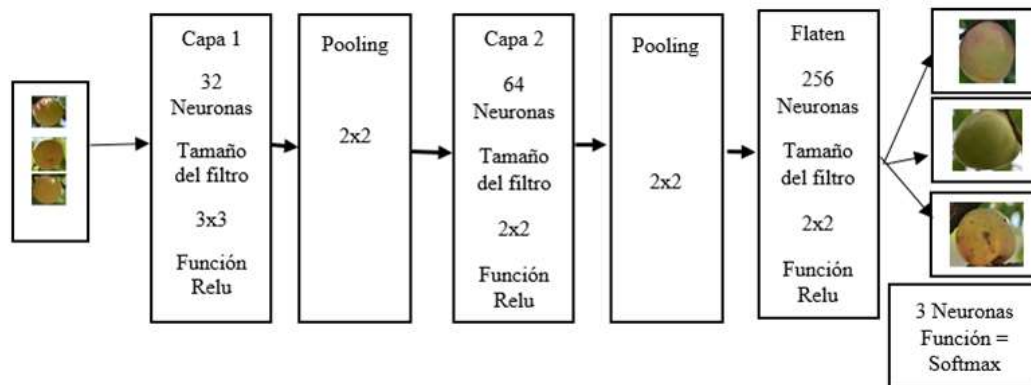 Capa 1
32
Neuronas
Tamaño
del filtro
3x3
Función
Relu
Pooling
2x2
Capa 2
64
Neuronas
Tamaño
del filtro
2x2
Función
Relu
Pooling
2x2
Flaten
256
Neuronas
Tamaño
del filtro
2x2
Función
Relu
3 Neuronas
Función =
Softmax